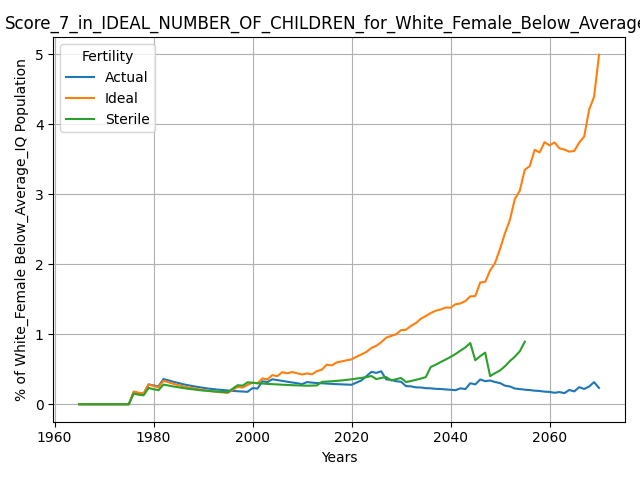 Score_7_in_IDEAL_NUMBER_OF_CHILDREN_for_White_Female_Below_Average
% of White_Female Below_Average_IQ Population
Fertility
Actual
Ideal
Sterile
5
4
3
2
1
0
1960
1980
2000
2020
2040
2060
Years